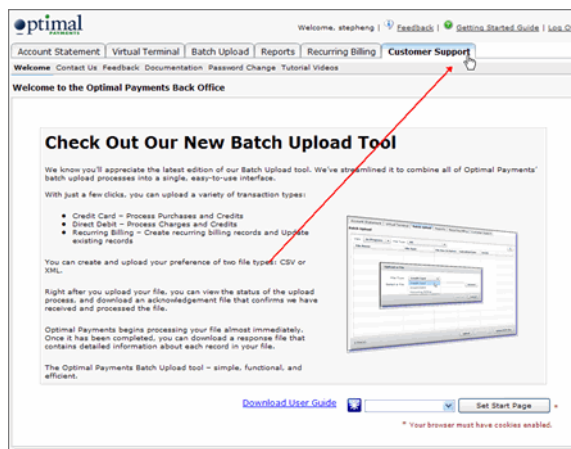 optimal
PAYMENTS
Welcome, stepheng | Feedback | Getting Started Guide | Log O
Account Statement Virtual Terminal Batch Upload Reports Recurring Billing Customer Support
Welcome Contact Us Feedback Documentation Password Change Tutorial Videos
Welcome to the Optimal Payments Back Office
Check Out Our New Batch Upload Tool
We know you'll appreciate the latest edition of our Batch Upload tool. We've streamlined it to combine all of Optimal Payments'
batch upload processes into a single, easy-to-use interface.
With just a few clicks, you can upload a variety of transaction types:
• Credit Card – Process Purchases and Credits
• Direct Debit – Process Charges and Credits
• Recurring Billing – Create recurring billing records and Update
existing records
You can create and upload your preference of two file types: CSV or
XML.
Right after you upload your file, you can view the status of the upload
process, and download an acknowledgement file that confirms we have
received and processed the file.
Optimal Payments begins processing your file almost immediately.
Once it has been completed, you can download a response file that
contains detailed information about each record in your file.
The Optimal Payments Batch Upload tool – simple, functional, and
efficient.
Download User Guide
Set Start Page *
* Your browser must have cookies enabled.